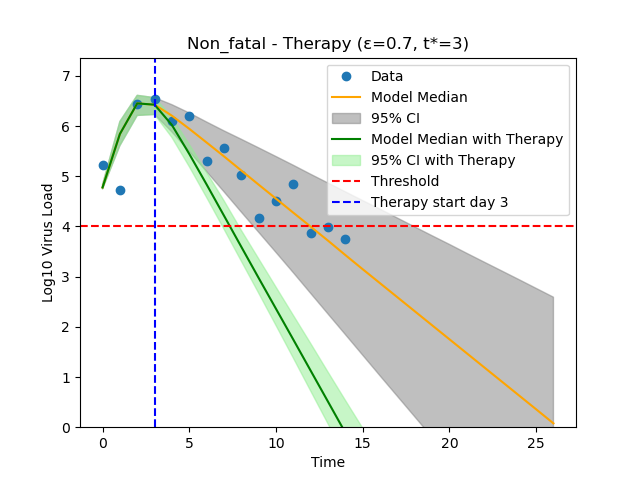 Non_fatal - Therapy (ε=0.7, t*=3)
Data
Model Median
95% CI
Model Median with Therapy
95% CI with Therapy
Threshold
Therapy start day 3
Log10 Virus Load
7
6
5
4
3
2
1
0
0 5 10 15 20 25
Time